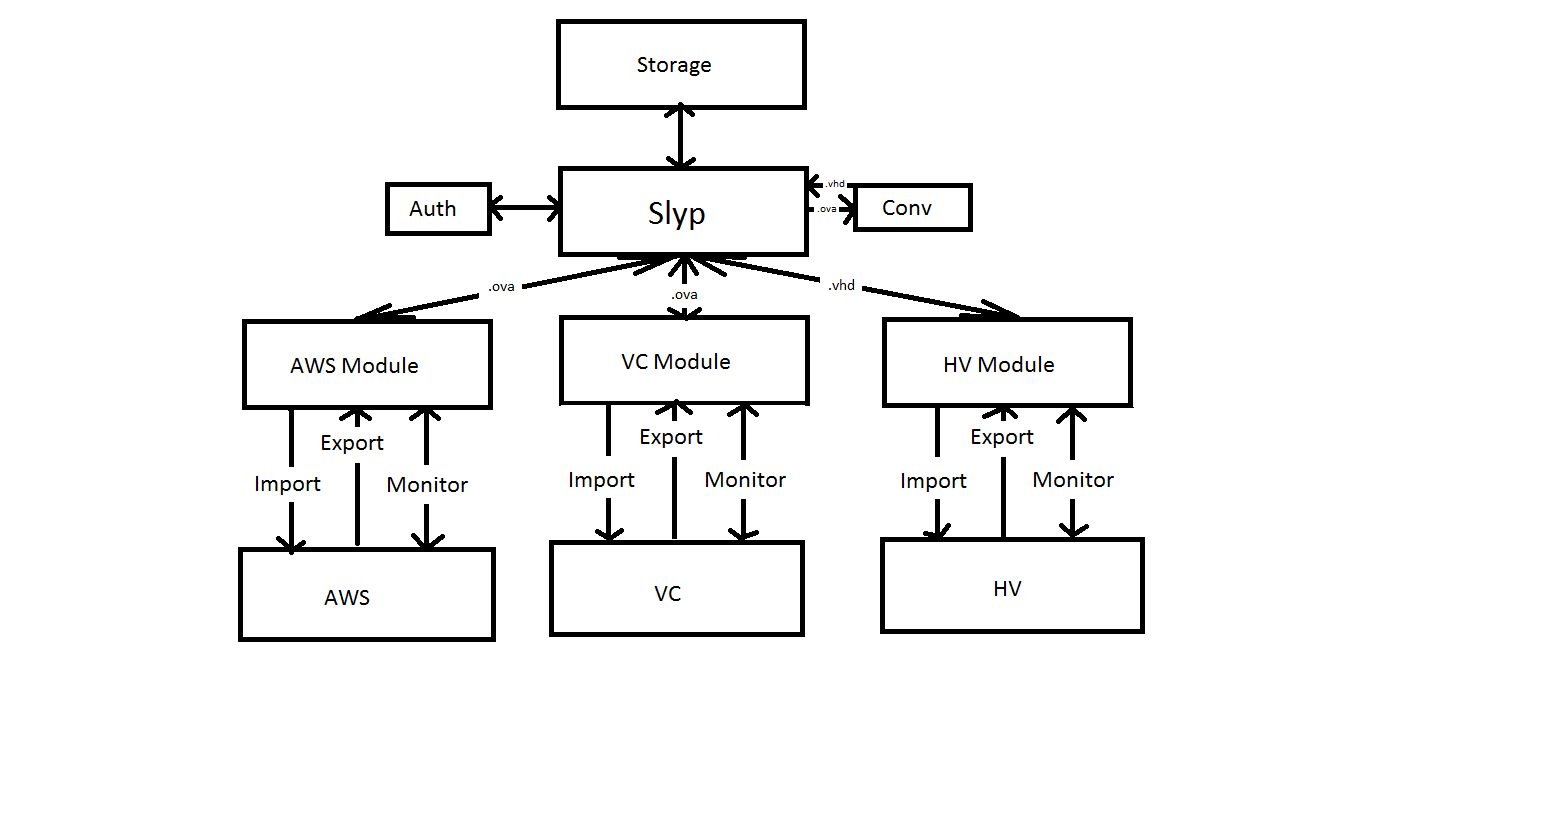 Storage
.vhd
Auth
Slyp
.ova
Conv
.ova
.ova
.vhd
AWS Module
VC Module
HV Module
Export
Export
Export
Import
Monitor
Import
Monitor
Import
Monitor
AWS
VC
HV